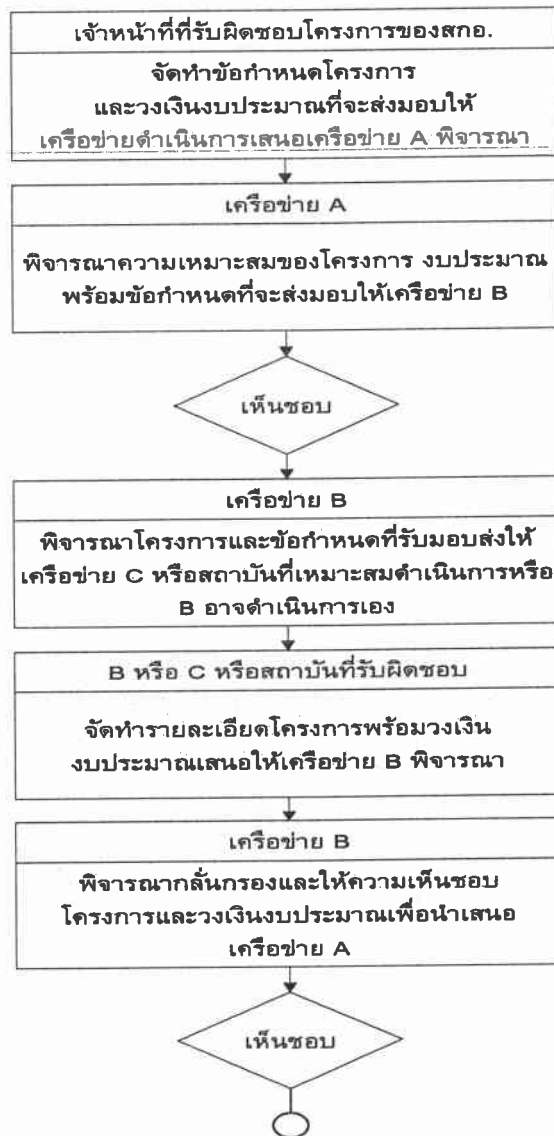 เจ้าหน้าที่ที่รับผิดชอบโครงการของสกอ.
จัดทำข้อกำหนดโครงการ
และวงเงินงบประมาณที่จะส่งมอบให้
เครือข่ายดำเนินการเสนอเครือข่าย A พิจารณา
เครือข่าย A
พิจารณาความเหมาะสมของโครงการ งบประมาณ
พร้อมข้อกำหนดที่จะส่งมอบให้เครือข่าย B
เห็นชอบ
เครือข่าย B
พิจารณาโครงการและข้อกำหนดที่รับมอบส่งให้
เครือข่าย C หรือสถาบันที่เหมาะสมดำเนินการหรือ
B อาจดำเนินการเอง
B หรือ C หรือสถาบันที่รับผิดชอบ
จัดทำรายละเอียดโครงการพร้อมวงเงิน
งบประมาณเสนอให้เครือข่าย B พิจารณา
เครือข่าย B
พิจารณากลั่นกรองและให้ความเห็นชอบ
โครงการและวงเงินงบประมาณเพื่อนำเสนอ
เครือข่าย A
เห็นชอบ